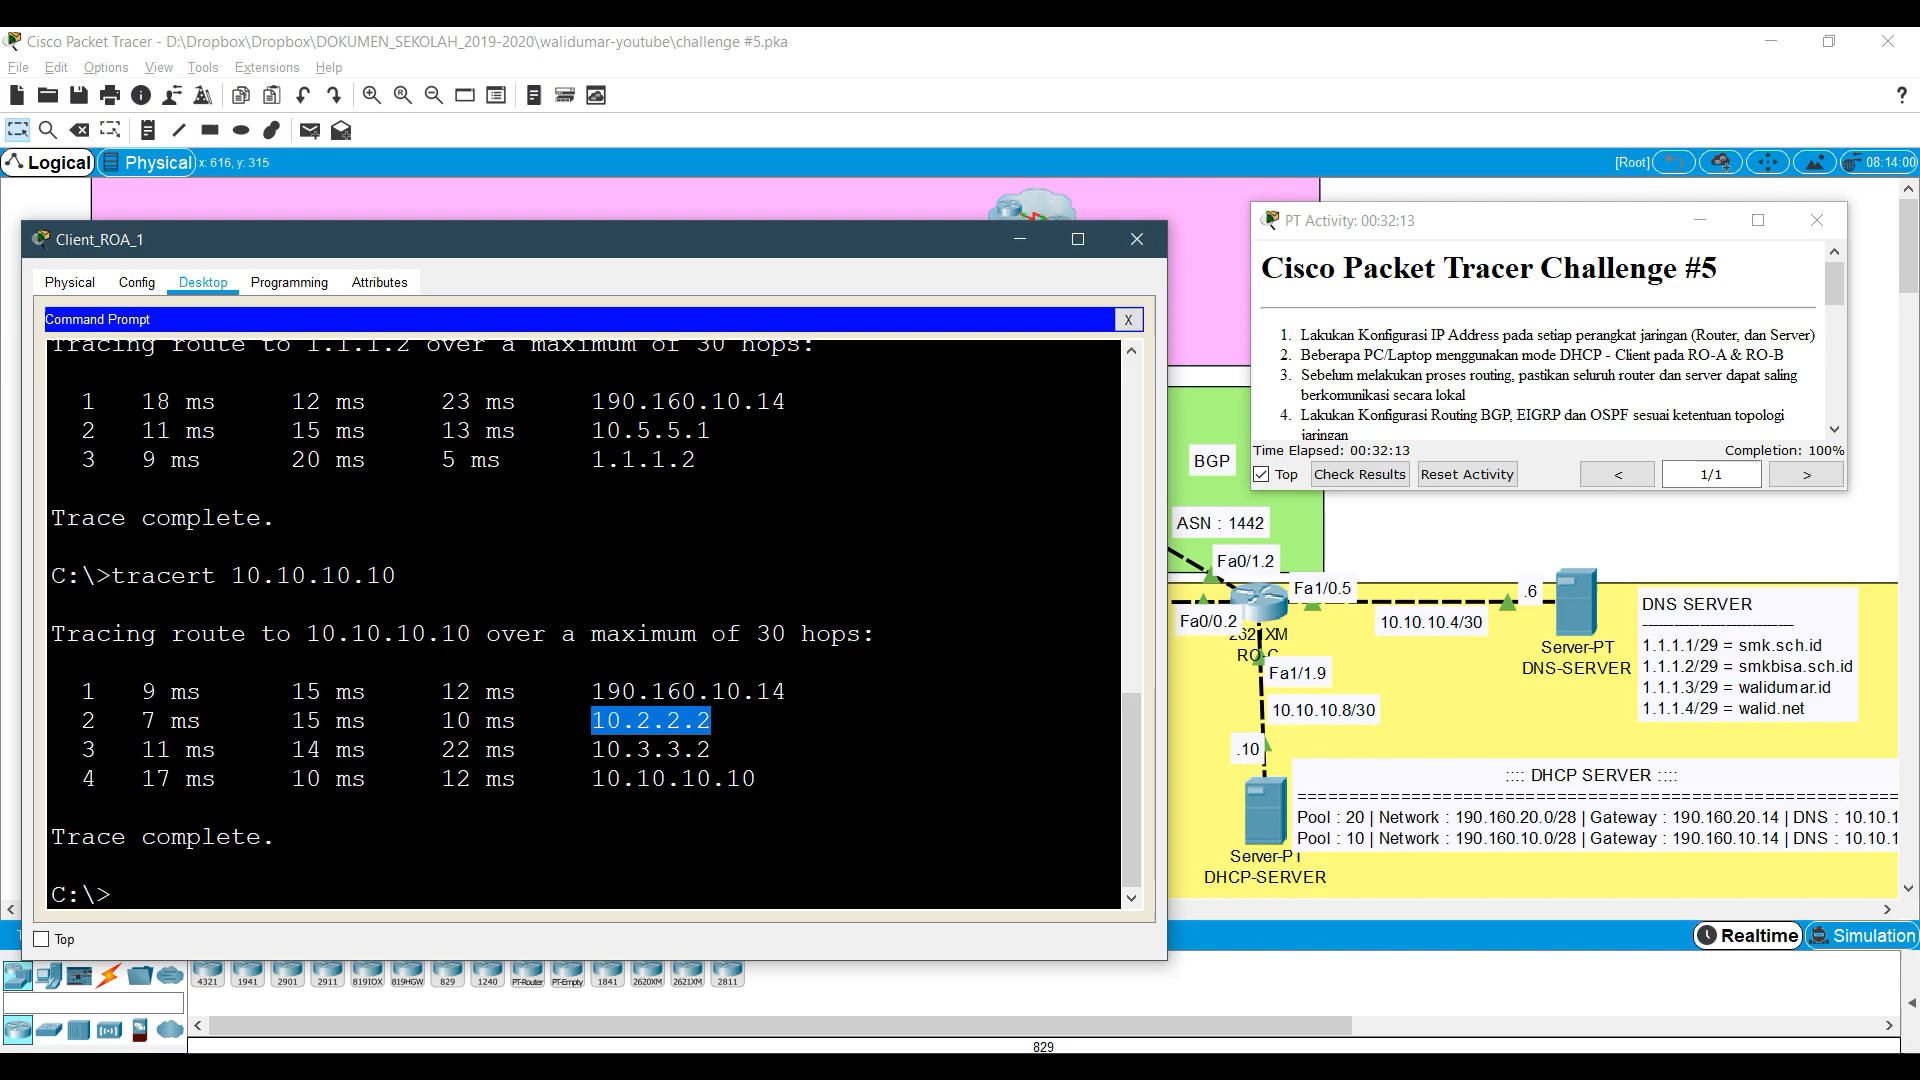 Cisco Packet Tracer - D:\Dropbox\Dropbox\DOKUMEN_SEKOLAH_2019-2020\walidumar-youtube\challenge #5.pka
File Edit Options View Tools Extensions Help
?
Logical Physical x: 616, y: 315 [Root] 08:14:00
Client_ROA_1
Physical Config Desktop Programming Attributes
Command Prompt X
Tracing route to 1.1.1.2 over a maximum of 30 hops:
1 18 ms 12 ms 23 ms 190.160.10.14
2 11 ms 15 ms 13 ms 10.5.5.1
3 9 ms 20 ms 5 ms 1.1.1.2
Trace complete.
C:\>tracert 10.10.10.10
Tracing route to 10.10.10.10 over a maximum of 30 hops:
1 9 ms 15 ms 12 ms 190.160.10.14
2 7 ms 15 ms 10 ms 10.2.2.2
3 11 ms 14 ms 22 ms 10.3.3.2
4 17 ms 10 ms 12 ms 10.10.10.10
Trace complete.
C:\>
Top
PT Activity: 00:32:13
Cisco Packet Tracer Challenge #5
1. Lakukan Konfigurasi IP Address pada setiap perangkat jaringan (Router, dan Server)
2. Beberapa PC/Laptop menggunakan mode DHCP - Client pada RO-A & RO-B
3. Sebelum melakukan proses routing, pastikan seluruh router dan server dapat saling
berkomunikasi secara lokal
4. Lakukan Konfigurasi Routing BGP, EIGRP dan OSPF sesuai ketentuan topologi
jaringan
Time Elapsed: 00:32:13 Completion: 100%
Top Check Results Reset Activity < 1/1 >
BGP
ASN : 1442
Fa0/1.2
Fa1/0.5
.6
Fa0/0.2
10.10.10.4/30
2621XM
RO-C
Server-PT
DNS-SERVER
Fa1/1.9
10.10.10.8/30
.10
Server-PT
DHCP-SERVER
DNS SERVER
------------------------------
1.1.1.1/29 = smk.sch.id
1.1.1.2/29 = smkbisa.sch.id
1.1.1.3/29 = walidumar.id
1.1.1.4/29 = walid.net
:::: DHCP SERVER ::::
============================================================
Pool : 20 | Network : 190.160.20.0/28 | Gateway : 190.160.20.14 | DNS : 10.10.1
Pool : 10 | Network : 190.160.10.0/28 | Gateway : 190.160.10.14 | DNS : 10.10.1
Realtime Simulation
4321 1941 2901 2911 819IOX 819HGW 829 1240 PT-Router PT-Empty 1841 2620XM 2621XM 2811
829